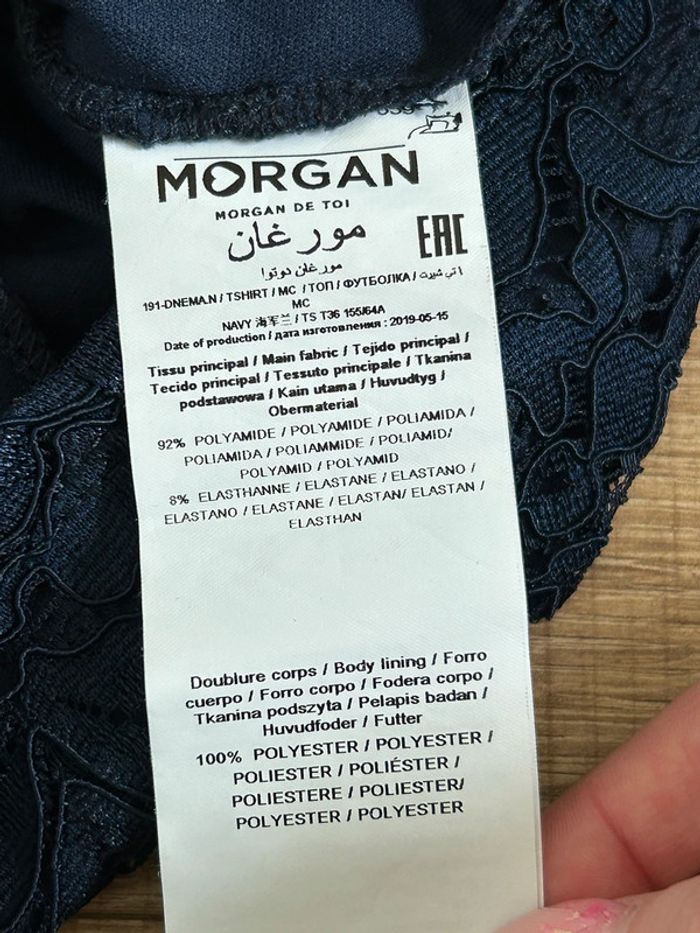 MORGAN
MORGAN DE TOI
مورغان
EAC
مورغان دوتوا
191-DNEMA.N / TSHIRT / MC / ТОП / ФУТБОЛКА / تي شيرت /
MC
NAVY 海军兰 / TS T36 155/64A
Date of production / дата изготовления : 2019-05-15
Tissu principal / Main fabric / Tejido principal /
Tecido principal / Tessuto principale / Tkanina
podstawowa / Kain utama / Huvudtyg /
Obermaterial
92% POLYAMIDE / POLYAMIDE / POLIAMIDA /
POLIAMIDA / POLIAMMIDE / POLIAMID/
POLYAMID / POLYAMID
8% ELASTHANNE / ELASTANE / ELASTANO /
ELASTANO / ELASTANE / ELASTAN/ ELASTAN /
ELASTHAN
Doublure corps / Body lining / Forro
cuerpo / Forro corpo / Fodera corpo /
Tkanina podszyta / Pelapis badan /
Huvudfoder / Futter
100% POLYESTER / POLYESTER /
POLIESTER / POLIÉSTER /
POLIESTERE / POLIESTER/
POLYESTER / POLYESTER